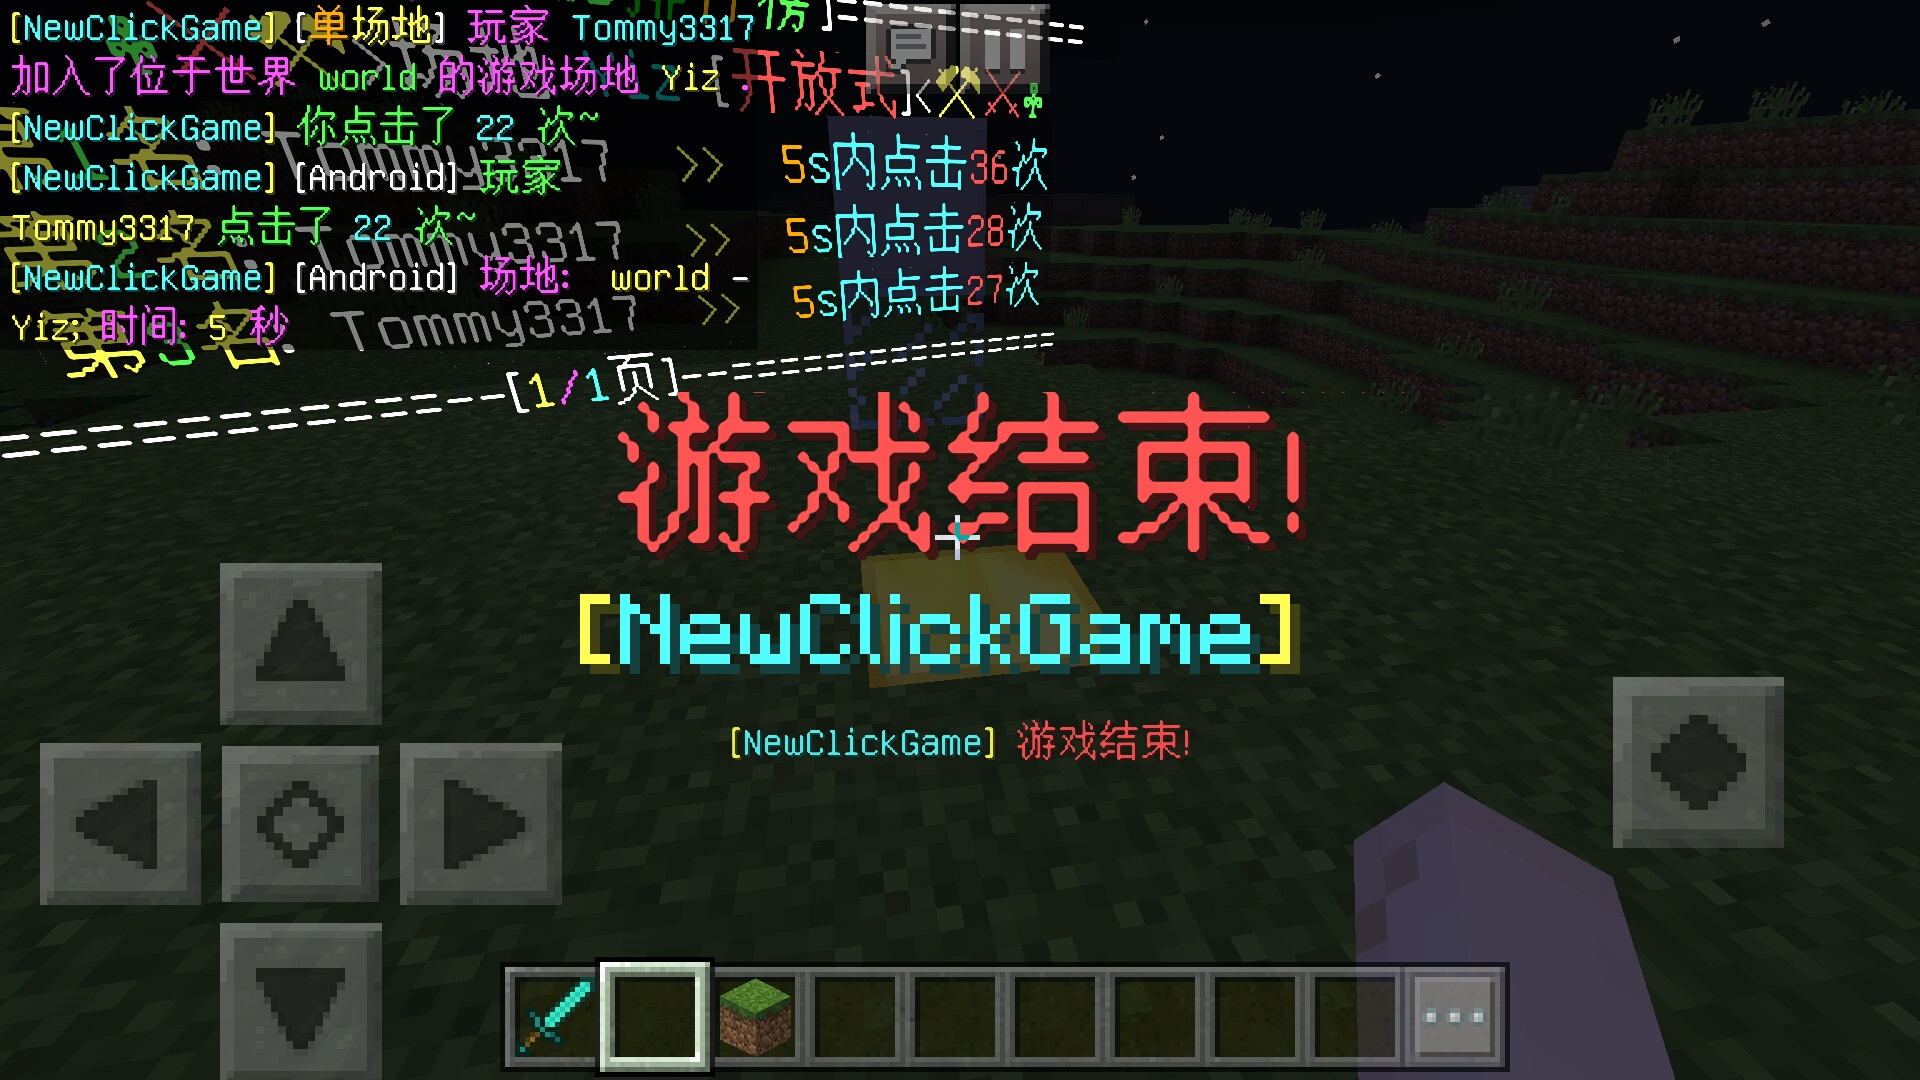 [NewClickGame] [单场地] 玩家 Tommy3317
加入了位于世界 world 的游戏场地 Yiz .
[NewClickGame] 你点击了 22 次~
[NewClickGame] [Android] 玩家
Tommy3317 点击了 22 次~
[NewClickGame] [Android] 场地: world -
Yiz; 时间: 5 秒
榜]
[开放式]<
Tommy3317 >> 5s内点击36次
Tommy3317 >> 5s内点击28次
第3名: Tommy3317 >> 5s内点击27次
[1/1页]
游戏结束!
[NewClickGame]
[NewClickGame] 游戏结束!